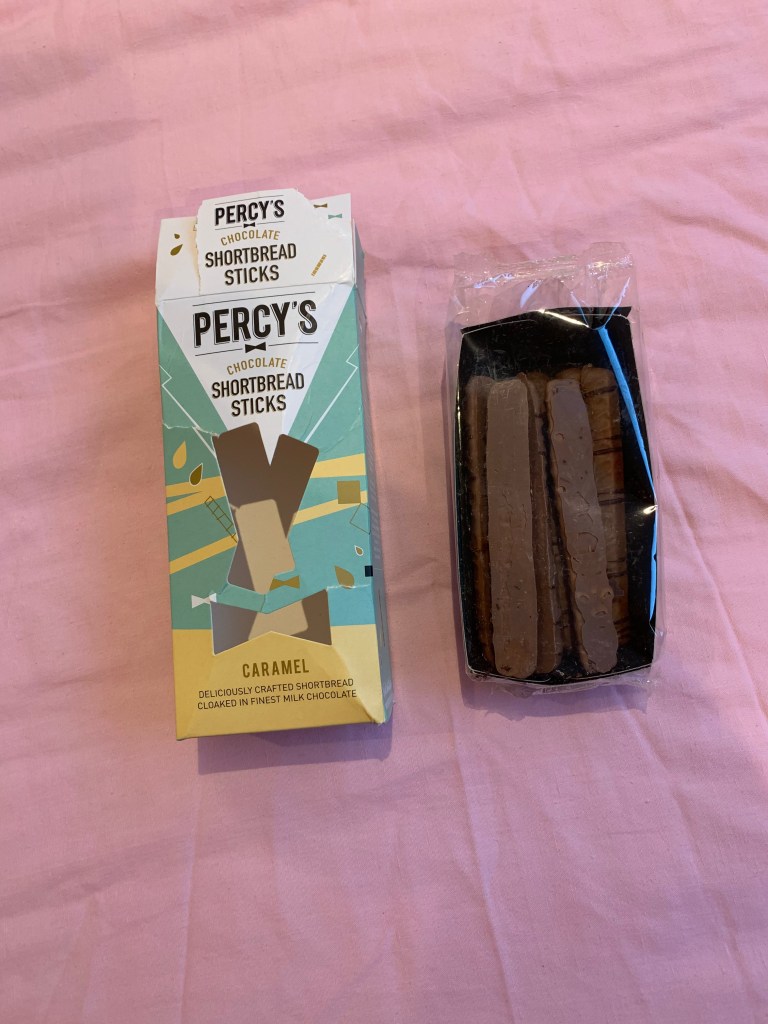 PERCY'S
CHOCOLATE
SHORTBREAD
STICKS
PERCY'S
CHOCOLATE
SHORTBREAD
STICKS
CARAMEL
DELICIOUSLY CRAFTED SHORTBREAD
CLOAKED IN FINEST MILK CHOCOLATE